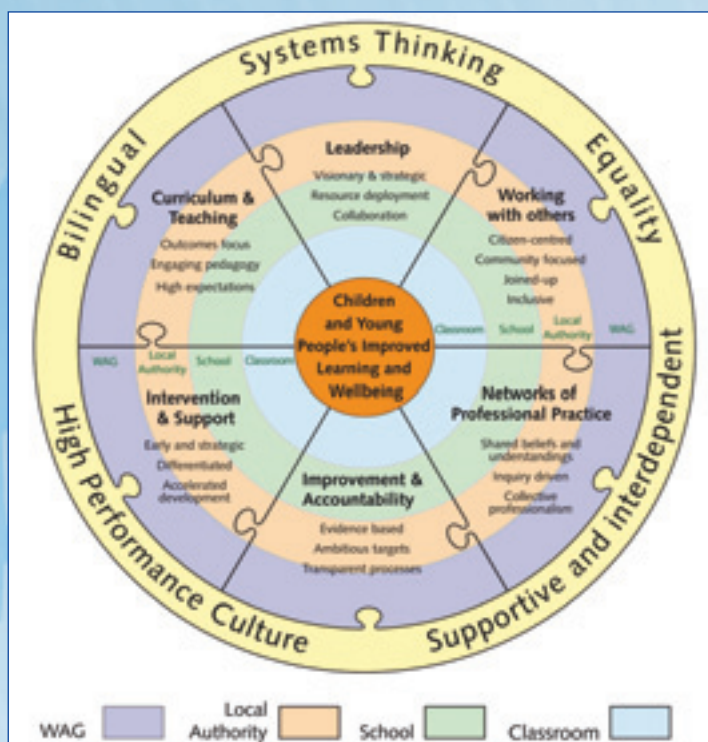 Systems Thinking
Equality
Supportive and interdependent
High Performance Culture
Bilingual
Leadership
Visionary & strategic
Resource deployment
Collaboration
Working
with others
Citizen-centred
Community focused
Joined-up
Inclusive
Classroom
School
Local
Authority
WAG
Networks of
Professional Practice
Shared beliefs and
understandings
Inquiry driven
Collective
professionalism
Improvement &
Accountability
Evidence based
Ambitious targets
Transparent processes
Intervention
& Support
Early and strategic
Differentiated
Accelerated
development
WAG
Local
Authority
School
Classroom
Curriculum &
Teaching
Outcomes focus
Engaging pedagogy
High expectations
Children
and Young
People's Improved
Learning and
Wellbeing
WAG
Local
Authority
School
Classroom